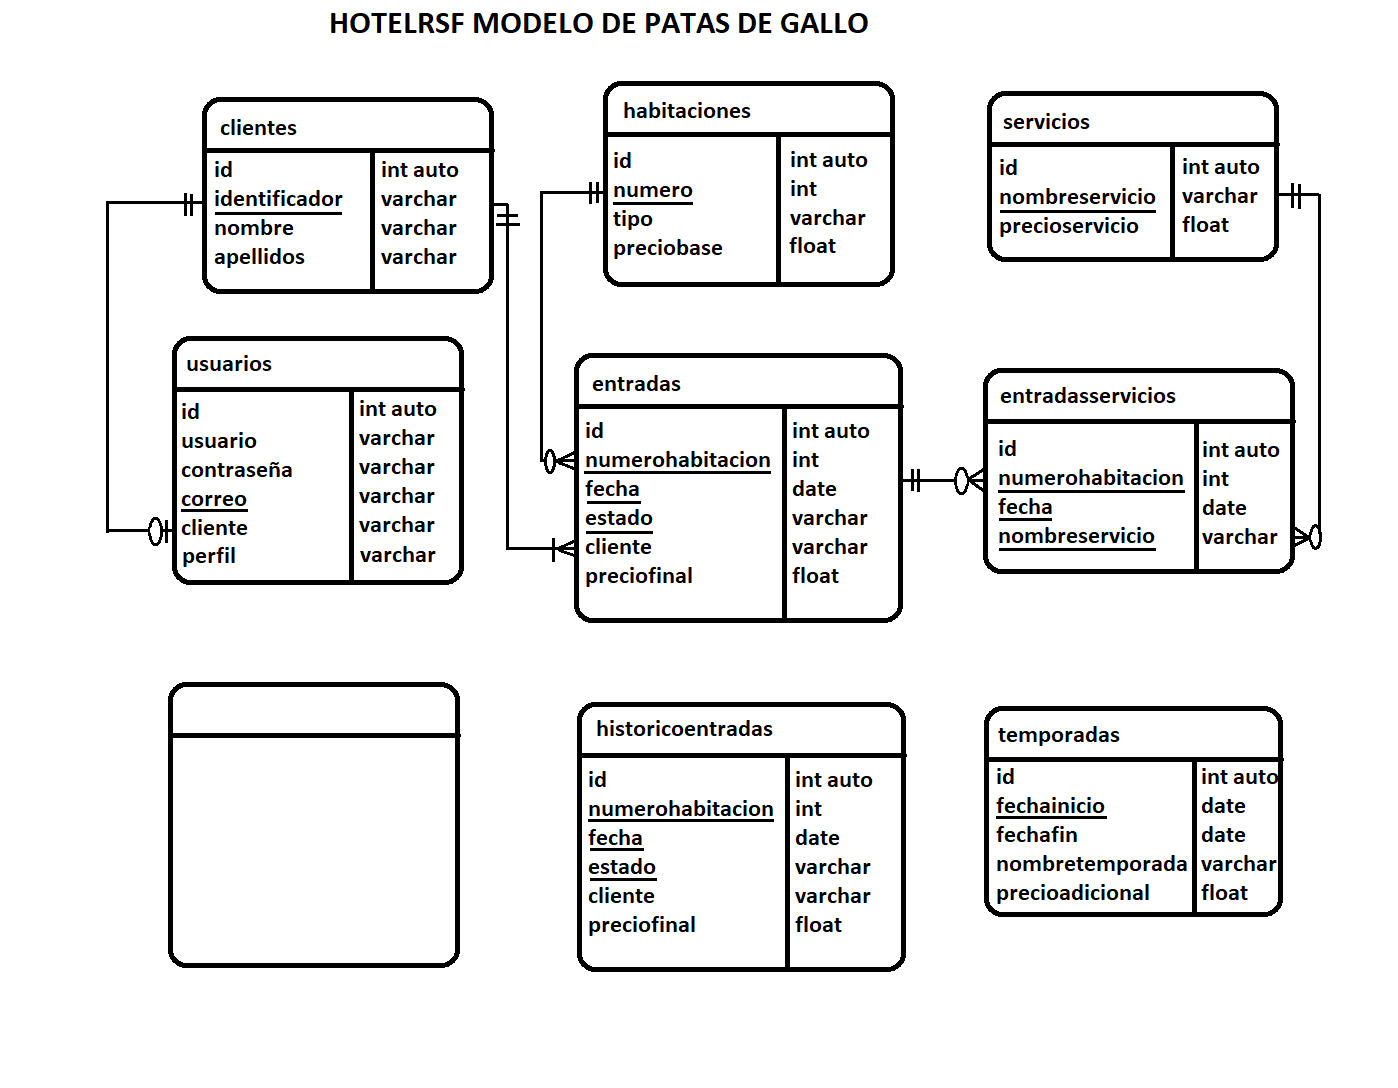 HOTELRSF MODELO DE PATAS DE GALLO
clientes
id int auto
identificador varchar
nombre varchar
apellidos varchar
habitaciones
id int auto
numero int
tipo varchar
preciobase float
servicios
id int auto
nombreservicio varchar
precioservicio float
usuarios
id int auto
usuario varchar
contraseña varchar
correo varchar
cliente varchar
perfil varchar
entradas
id int auto
numerohabitacion int
fecha date
estado varchar
cliente varchar
preciofinal float
entradasservicios
id int auto
numerohabitacion int
fecha date
nombreservicio varchar
historicoentradas
id int auto
numerohabitacion int
fecha date
estado varchar
cliente varchar
preciofinal float
temporadas
id int auto
fechainicio date
fechafin date
nombretemporada varchar
precioadicional float